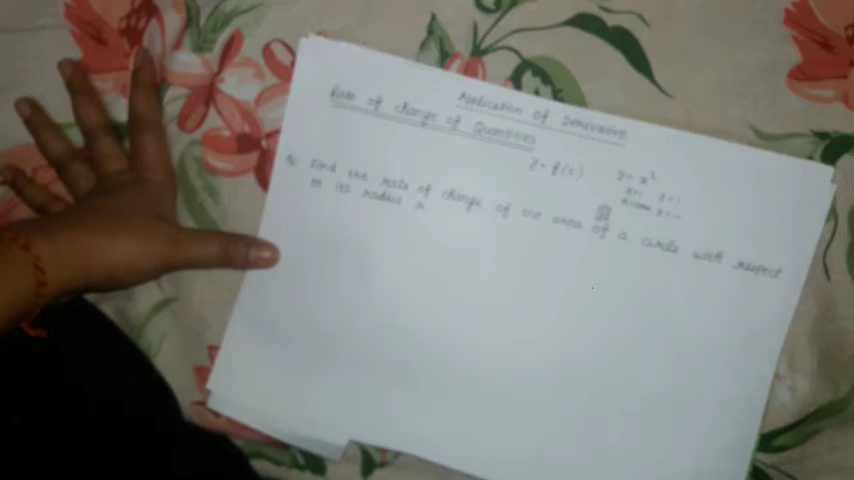 Application of Derivative
Rate of change of Quantities
y = f(x)
y = x²
Q: Find the rate of change of the area of a circle with respect
to its radius r